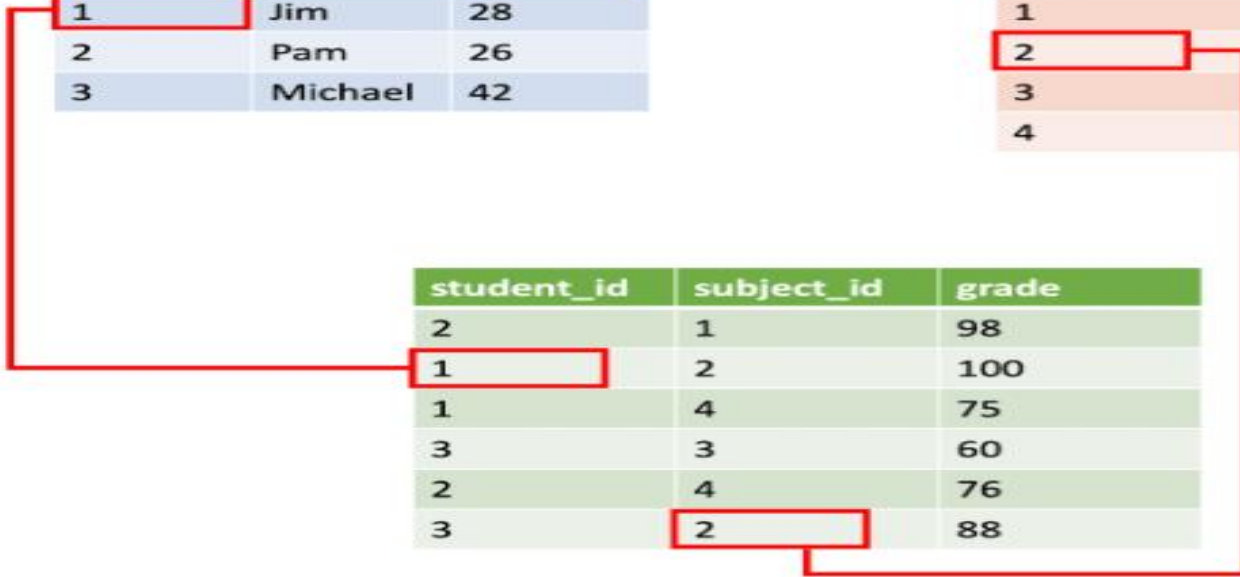 1 Jim 28
2 Pam 26
3 Michael 42
1
2
3
4
student_id subject_id grade
2 1 98
1 2 100
1 4 75
3 3 60
2 4 76
3 2 88